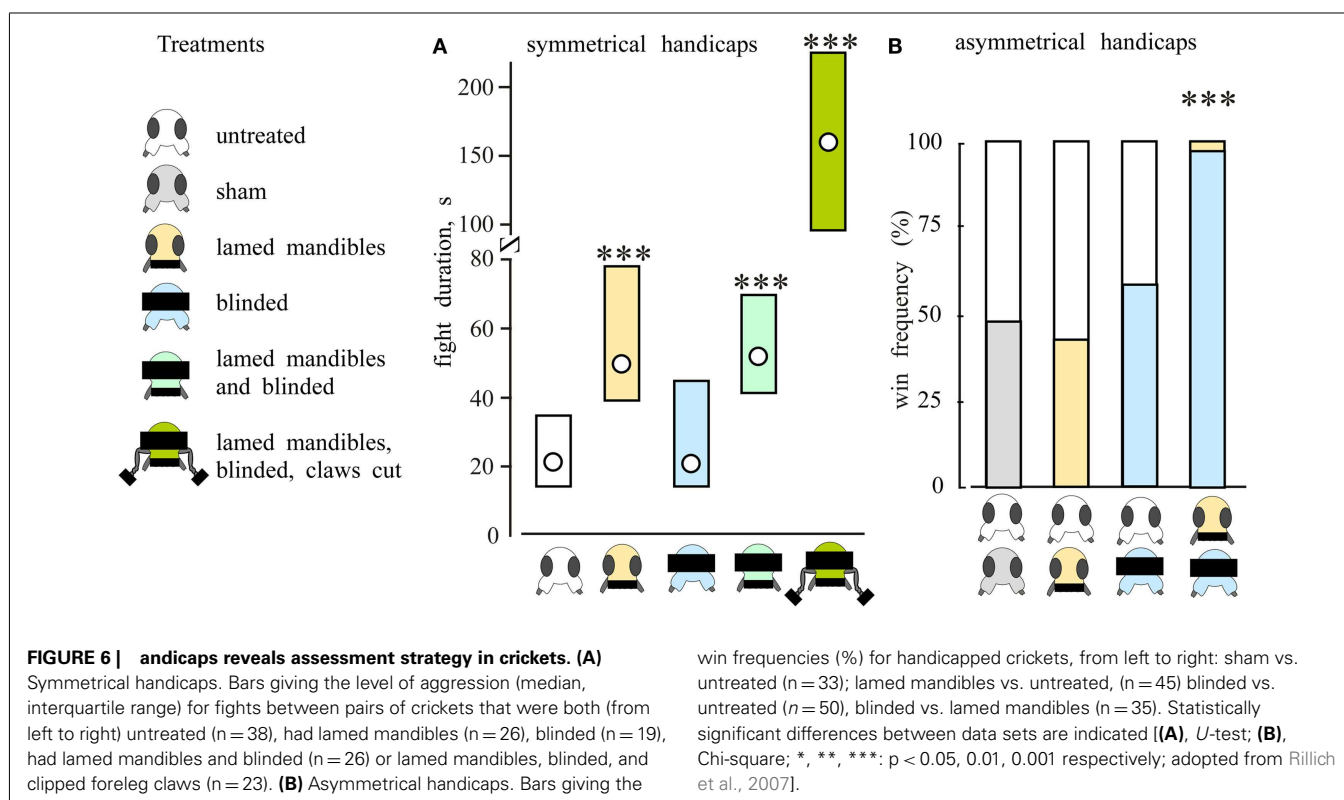 Treatments
untreated
sham
lamed mandibles
blinded
lamed mandibles
and blinded
lamed mandibles,
blinded, claws cut
A
symmetrical handicaps
***
200
150
100
80
60
40
20
0
fight duration, s
***
***
B
asymmetrical handicaps
***
100
75
50
25
0
win frequency (%)
FIGURE 6 | andicaps reveals assessment strategy in crickets. (A)
Symmetrical handicaps. Bars giving the level of aggression (median,
interquartile range) for fights between pairs of crickets that were both (from
left to right) untreated (n = 38), had lamed mandibles (n = 26), blinded (n = 19),
had lamed mandibles and blinded (n = 26) or lamed mandibles, blinded, and
clipped foreleg claws (n = 23). (B) Asymmetrical handicaps. Bars giving the
win frequencies (%) for handicapped crickets, from left to right: sham vs.
untreated (n = 33); lamed mandibles vs. untreated, (n = 45) blinded vs.
untreated (n = 50), blinded vs. lamed mandibles (n = 35). Statistically
significant differences between data sets are indicated [(A), U-test; (B),
Chi-square; *, **, ***: p < 0.05, 0.01, 0.001 respectively; adopted from Rillich
et al., 2007].